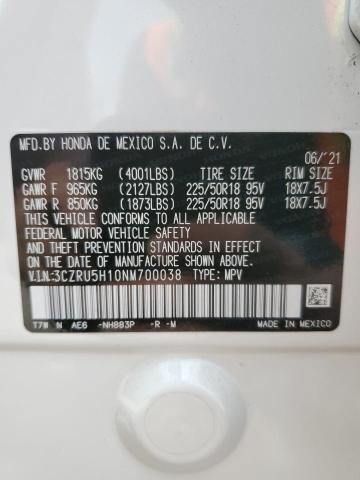 MFD.BY HONDA DE MEXICO S.A. DE C.V.
06/'21
GVWR 1815KG (4001LBS) TIRE SIZE RIM SIZE
GAWR F 965KG (2127LBS) 225/50R18 95V 18X7.5J
GAWR R 850KG (1873LBS) 225/50R18 95V 18X7.5J
THIS VEHICLE CONFORMS TO ALL APPLICABLE
FEDERAL MOTOR VEHICLE SAFETY
AND THEFT PREVENTION STANDARDS IN EFFECT
ON THE DATE OF MANUFACTURE SHOWN ABOVE.
V.I.N.:3CZRU5H10NM700038 TYPE: MPV
T7W N AE6 -NH883P -R -M
MADE IN MEXICO